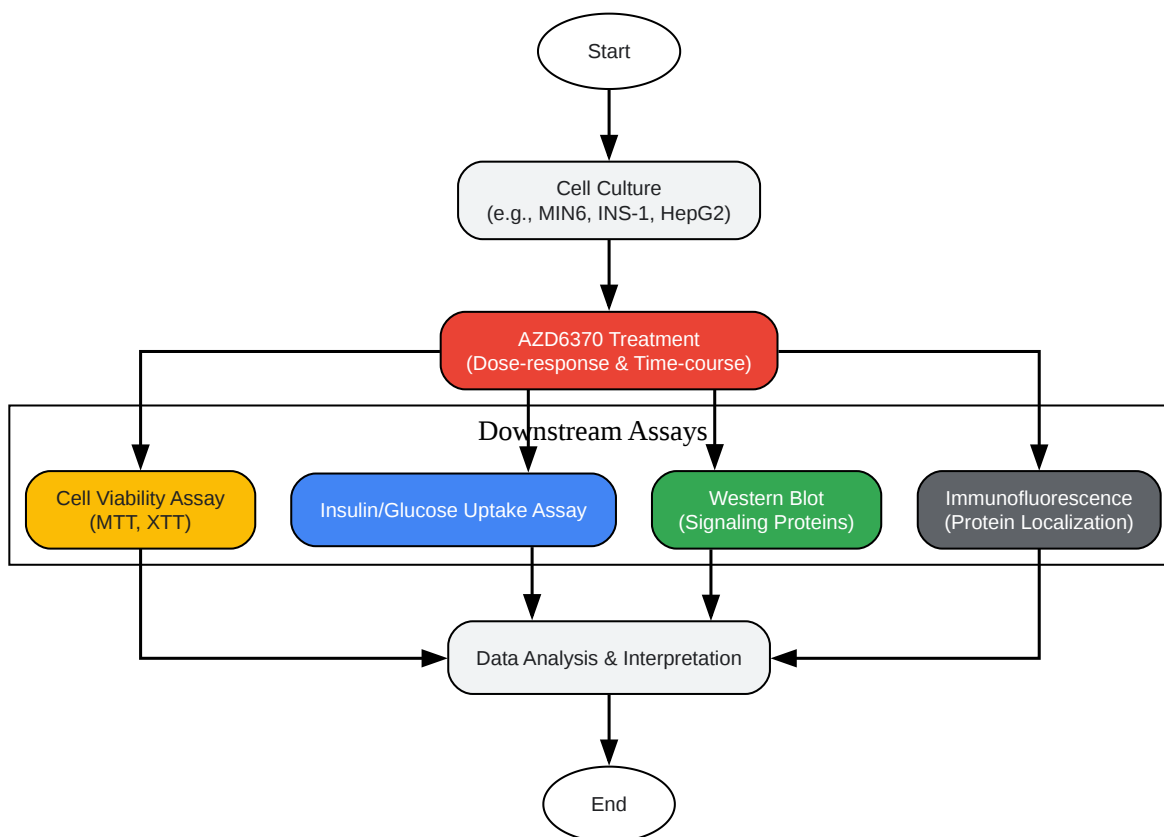 Start
Cell Culture
(e.g., MIN6, INS-1, HepG2)
AZD6370 Treatment
(Dose-response & Time-course)
Downstream Assays
Cell Viability Assay
(MTT, XTT)
Insulin/Glucose Uptake Assay
Western Blot
(Signaling Proteins)
Immunofluorescence
(Protein Localization)
Data Analysis & Interpretation
End